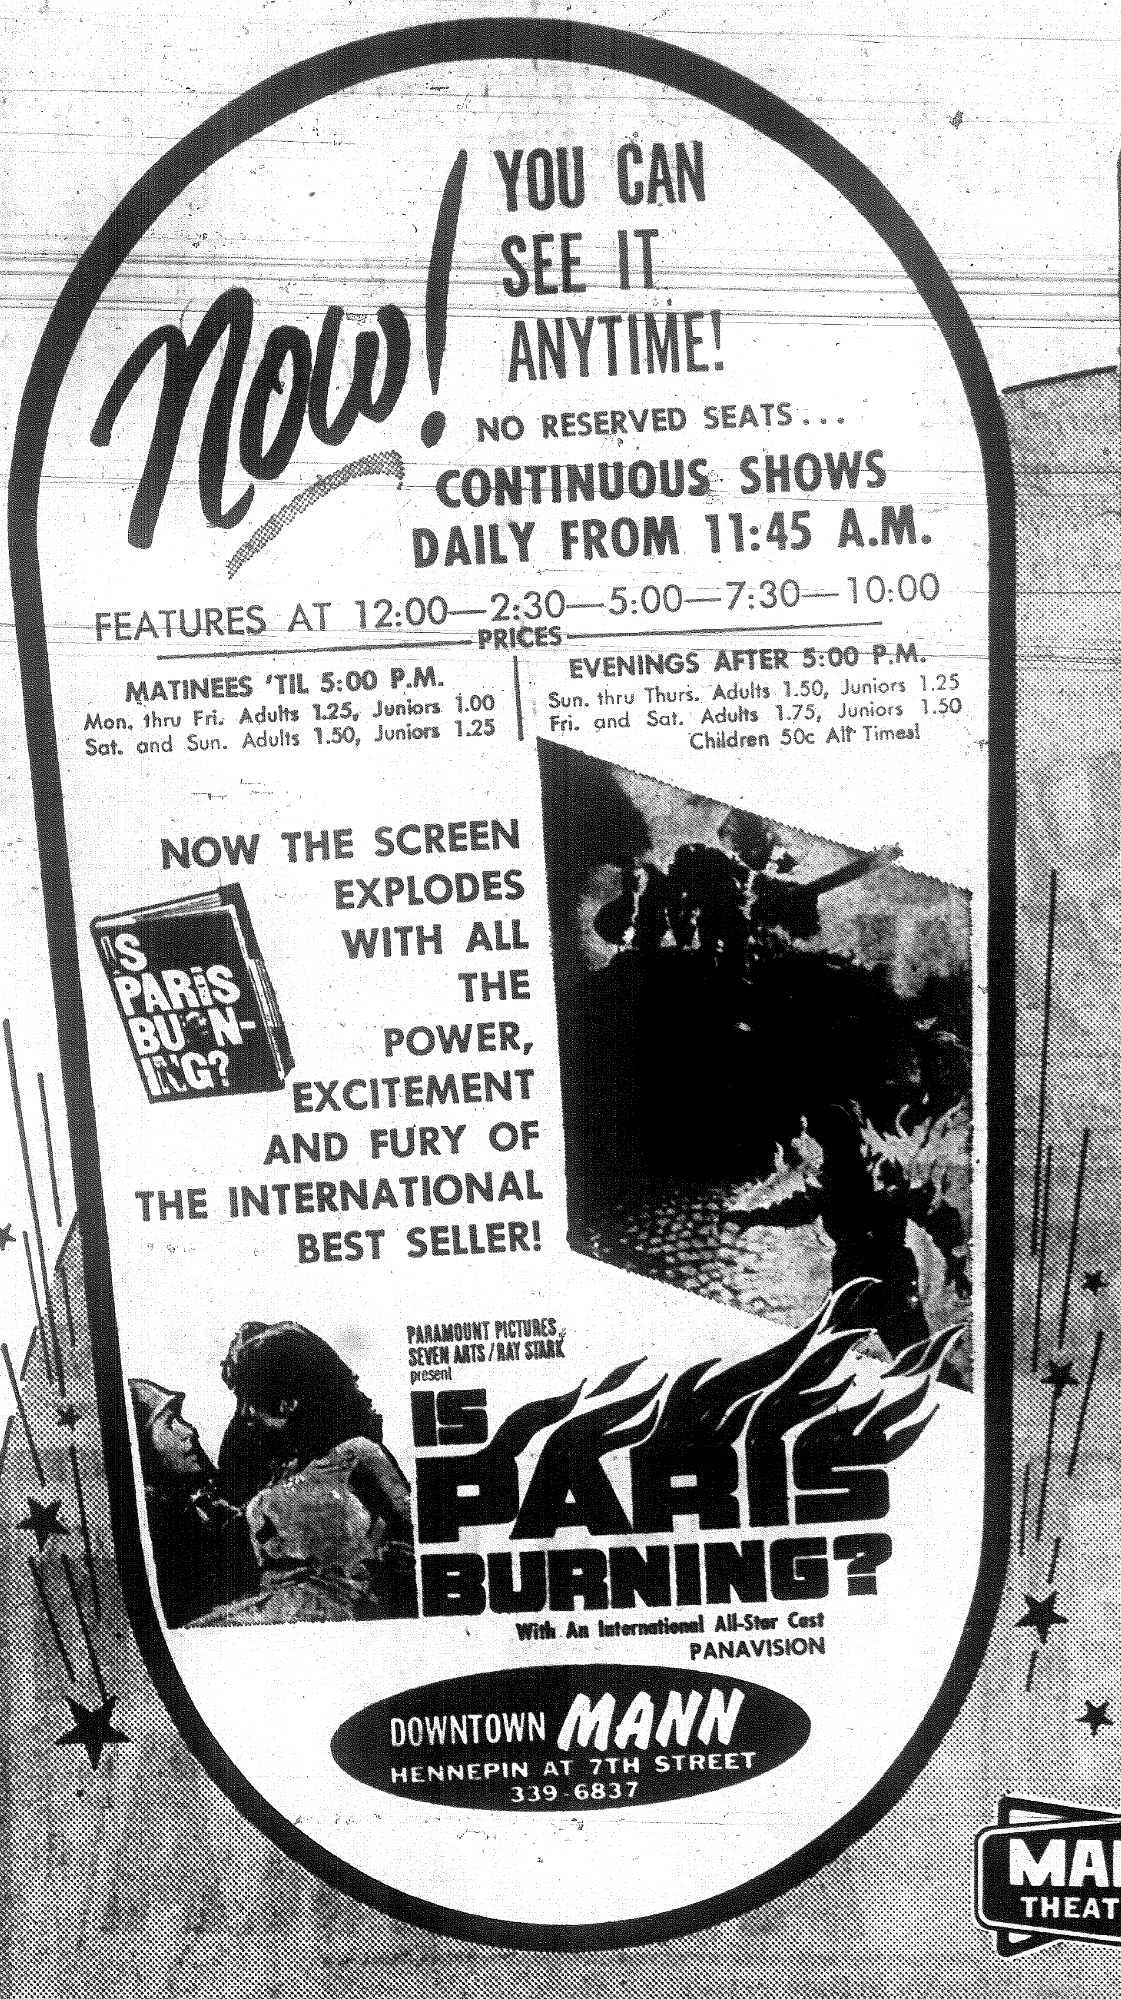 Now!
YOU CAN
SEE IT
ANYTIME!
NO RESERVED SEATS...
CONTINUOUS SHOWS
DAILY FROM 11:45 A.M.
FEATURES AT 12:00—2:30—5:00—7:30—10:00
PRICES
MATINEES 'TIL 5:00 P.M.
Mon. thru Fri. Adults 1.25, Juniors 1.00
Sat. and Sun. Adults 1.50, Juniors 1.25
EVENINGS AFTER 5:00 P.M.
Sun. thru Thurs. Adults 1.50, Juniors 1.25
Fri. and Sat. Adults 1.75, Juniors 1.50
Children 50c All Times!
NOW THE SCREEN
EXPLODES
WITH ALL
THE
POWER,
EXCITEMENT
AND FURY OF
THE INTERNATIONAL
BEST SELLER!
IS
PARIS
BURN-
ING?
PARAMOUNT PICTURES,
SEVEN ARTS / RAY STARK
present
IS
PARIS
BURNING?
With An International All-Star Cast
PANAVISION
DOWNTOWN MANN
HENNEPIN AT 7TH STREET
339-6837
MA
THEAT